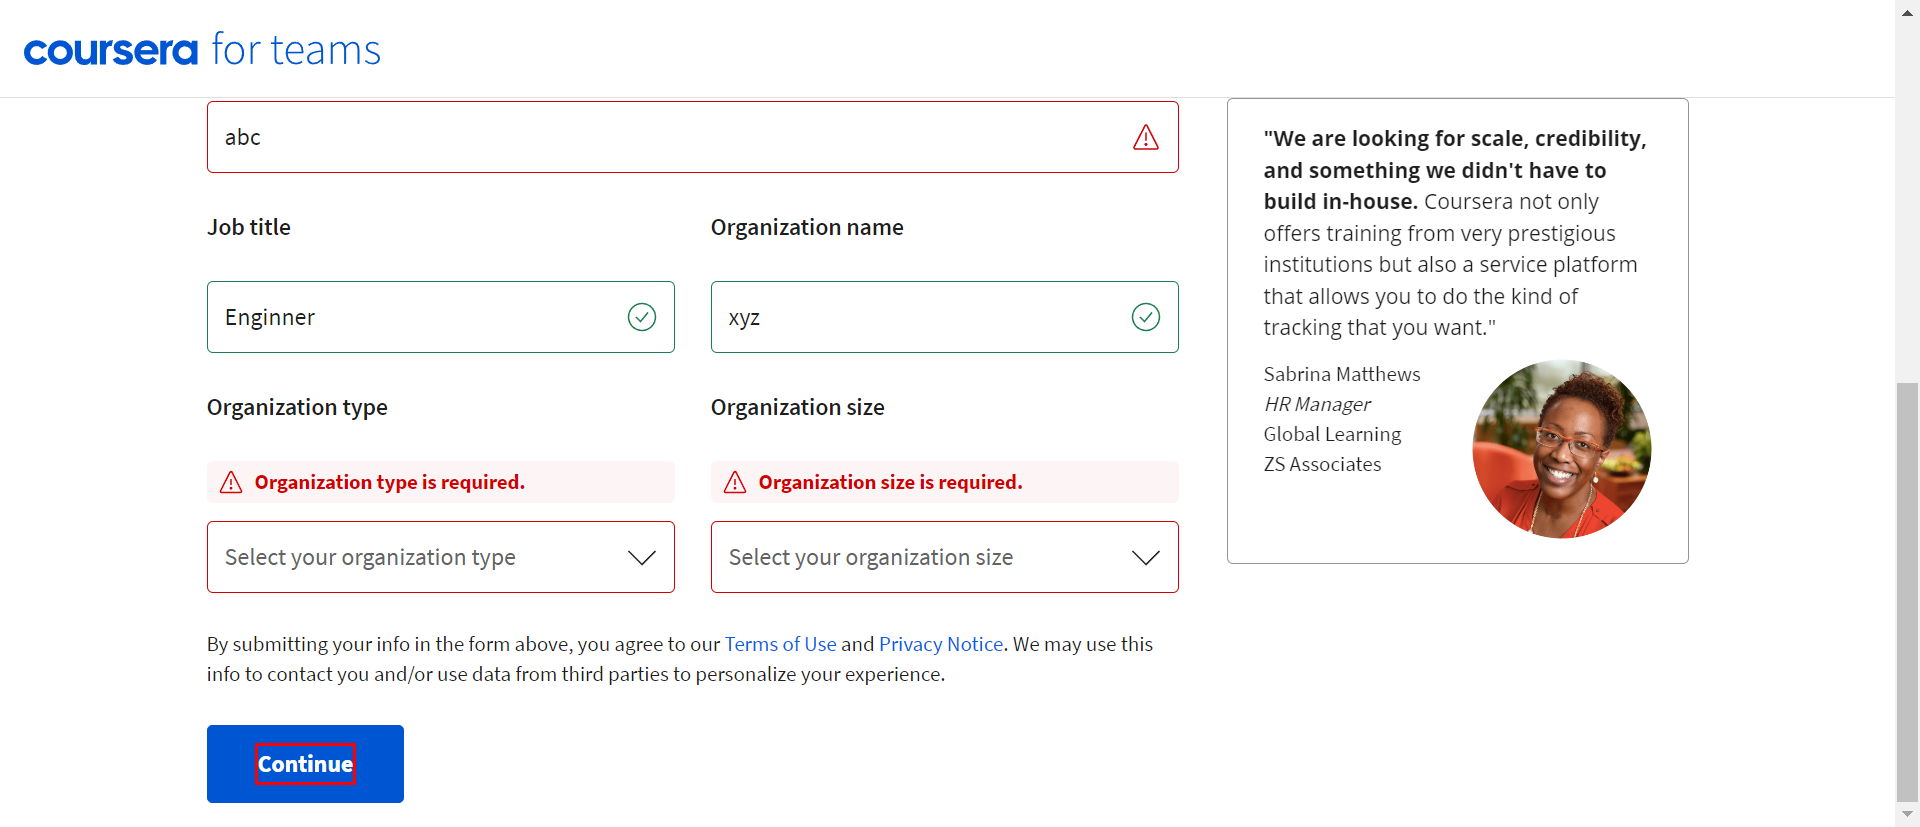 coursera for teams
abc
Job title
Organization name
Enginner
xyz
Organization type
Organization size
Organization type is required.
Organization size is required.
Select your organization type
Select your organization size
By submitting your info in the form above, you agree to our Terms of Use and Privacy Notice. We may use this
info to contact you and/or use data from third parties to personalize your experience.
Continue
"We are looking for scale, credibility,
and something we didn't have to
build in-house. Coursera not only
offers training from very prestigious
institutions but also a service platform
that allows you to do the kind of
tracking that you want."
Sabrina Matthews
HR Manager
Global Learning
ZS Associates